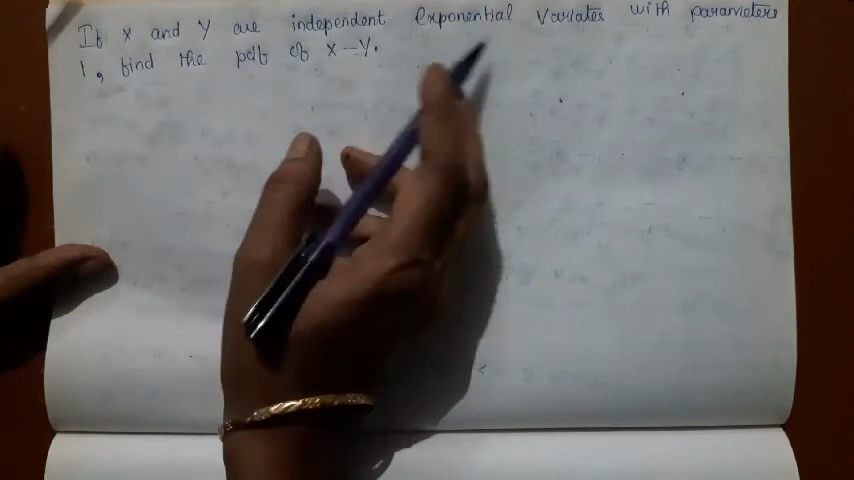 If X and Y are independent exponential variates with parameters
1, find the pdf of X-Y.